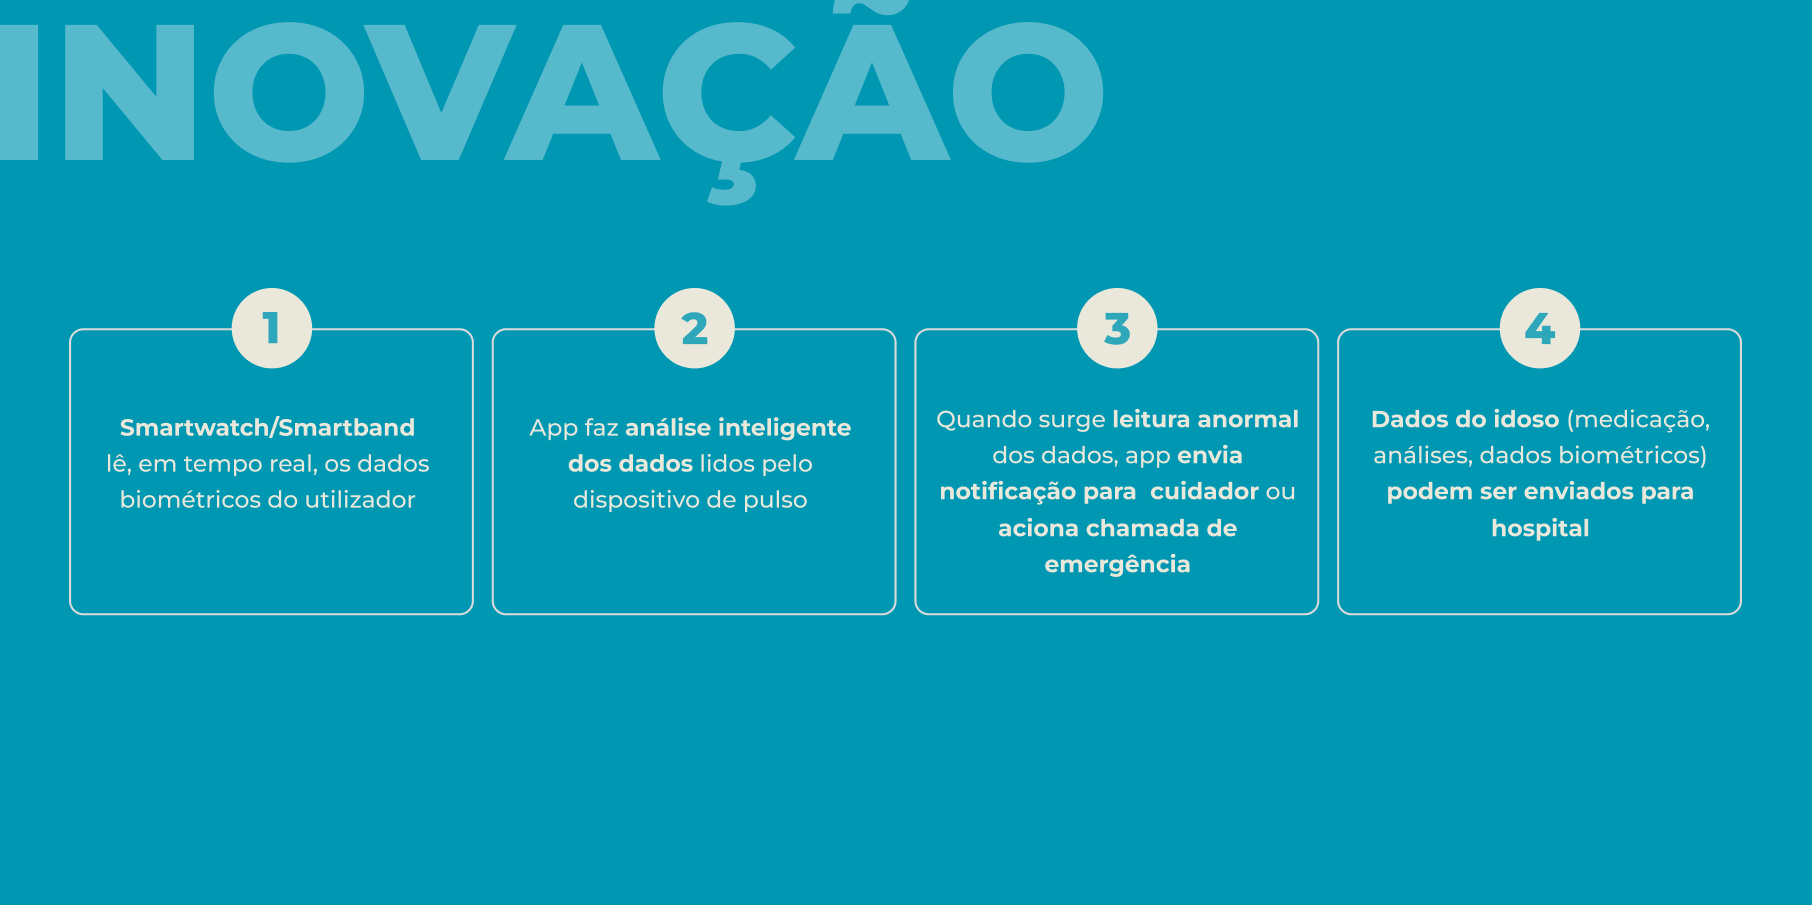 INOVAÇÃO
1
Smartwatch/Smartband
lê, em tempo real, os dados
biométricos do utilizador
2
App faz análise inteligente
dos dados lidos pelo
dispositivo de pulso
3
Quando surge leitura anormal
dos dados, app envia
notificação para  cuidador ou
aciona chamada de
emergência
4
Dados do idoso (medicação,
análises, dados biométricos)
podem ser enviados para
hospital